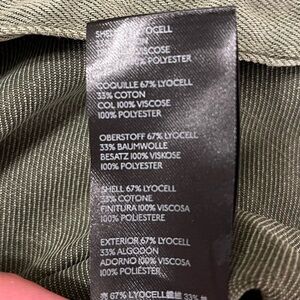 SHELL 67% LYOCELL
VISCOSE
100% POLYESTER
COQUILLE 67% LYOCELL
33% COTON
COL 100% VISCOSE
100% POLYESTER
OBERSTOFF 67% LYOCELL
33% BAUMWOLLE
BESATZ 100% VISKOSE
100% POLYESTER
SHELL 67% LYOCELL
33% COTONE
FINITURA 100% VISCOSA
100% POLIESTERE
EXTERIOR 67% LYOCELL
33% ALGODÓN
ADORNO 100% VISCOSA
100% POLIÉSTER
67% LYOCELL 33%